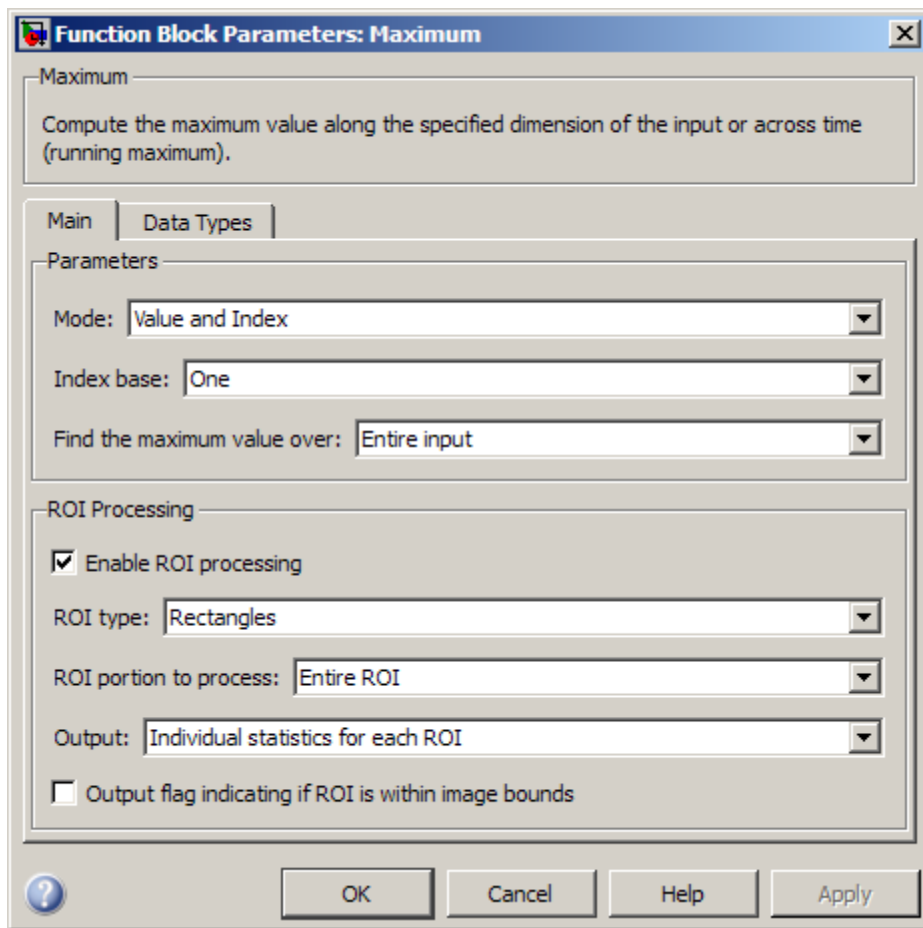 Function Block Parameters: Maximum
Maximum
Compute the maximum value along the specified dimension of the input or across time
(running maximum).
Main Data Types
Parameters
Mode: Value and Index
Index base: One
Find the maximum value over: Entire input
ROI Processing
Enable ROI processing
ROI type: Rectangles
ROI portion to process: Entire ROI
Output: Individual statistics for each ROI
Output flag indicating if ROI is within image bounds
? OK Cancel Help Apply